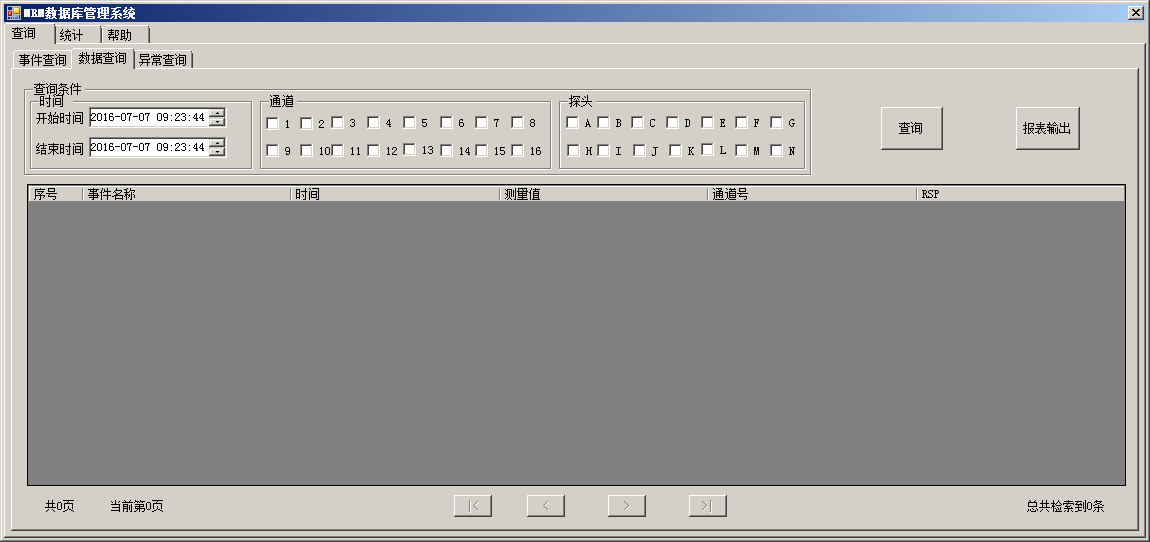 MRM数据库管理系统
查询 统计 帮助
事件查询 数据查询 异常查询
查询条件
时间 通道 探头
开始时间 2016-07-07 09:23:44 1 2 3 4 5 6 7 8 A B C D E F G
查询 报表输出
结束时间 2016-07-07 09:23:44 9 10 11 12 13 14 15 16 H I J K L M N
序号 事件名称 时间 测量值 通道号 RSP
共0页 当前第0页 |< < > >| 总共检索到0条